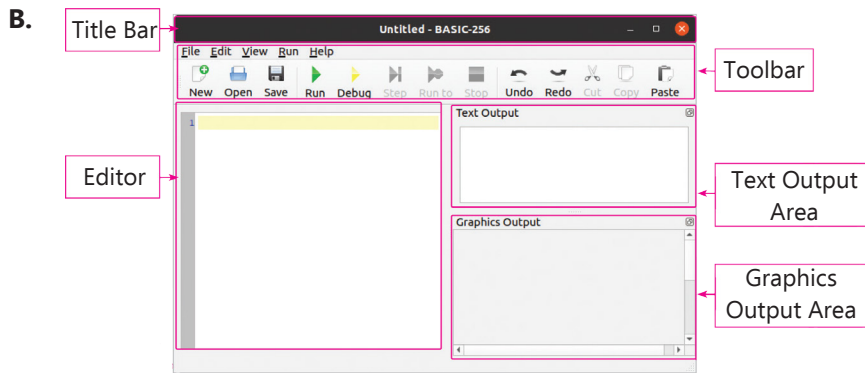 B.
Title Bar
Untitled - BASIC-256
File Edit View Run Help
New Open Save Run Debug Step Run to Stop Undo Redo Cut Copy Paste
Toolbar
1
Editor
Text Output
Text Output
Area
Graphics Output
Graphics
Output Area